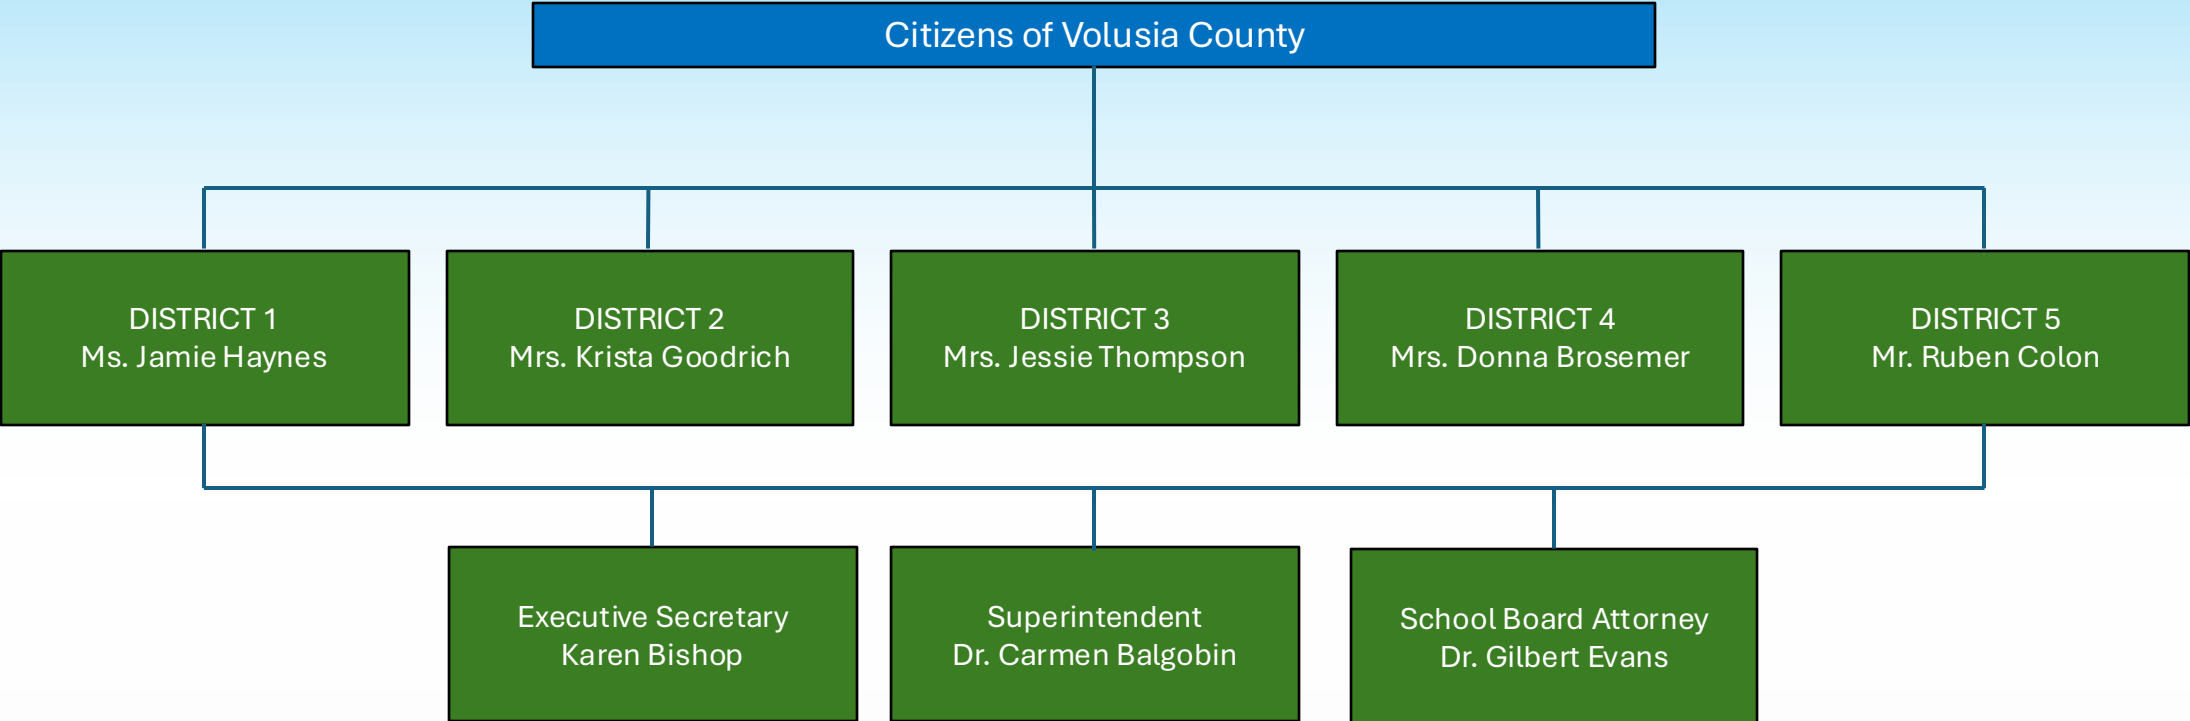 Citizens of Volusia County
DISTRICT 1
Ms. Jamie Haynes
DISTRICT 2
Mrs. Krista Goodrich
DISTRICT 3
Mrs. Jessie Thompson
DISTRICT 4
Mrs. Donna Brosemer
DISTRICT 5
Mr. Ruben Colon
Executive Secretary
Karen Bishop
Superintendent
Dr. Carmen Balgobin
School Board Attorney
Dr. Gilbert Evans